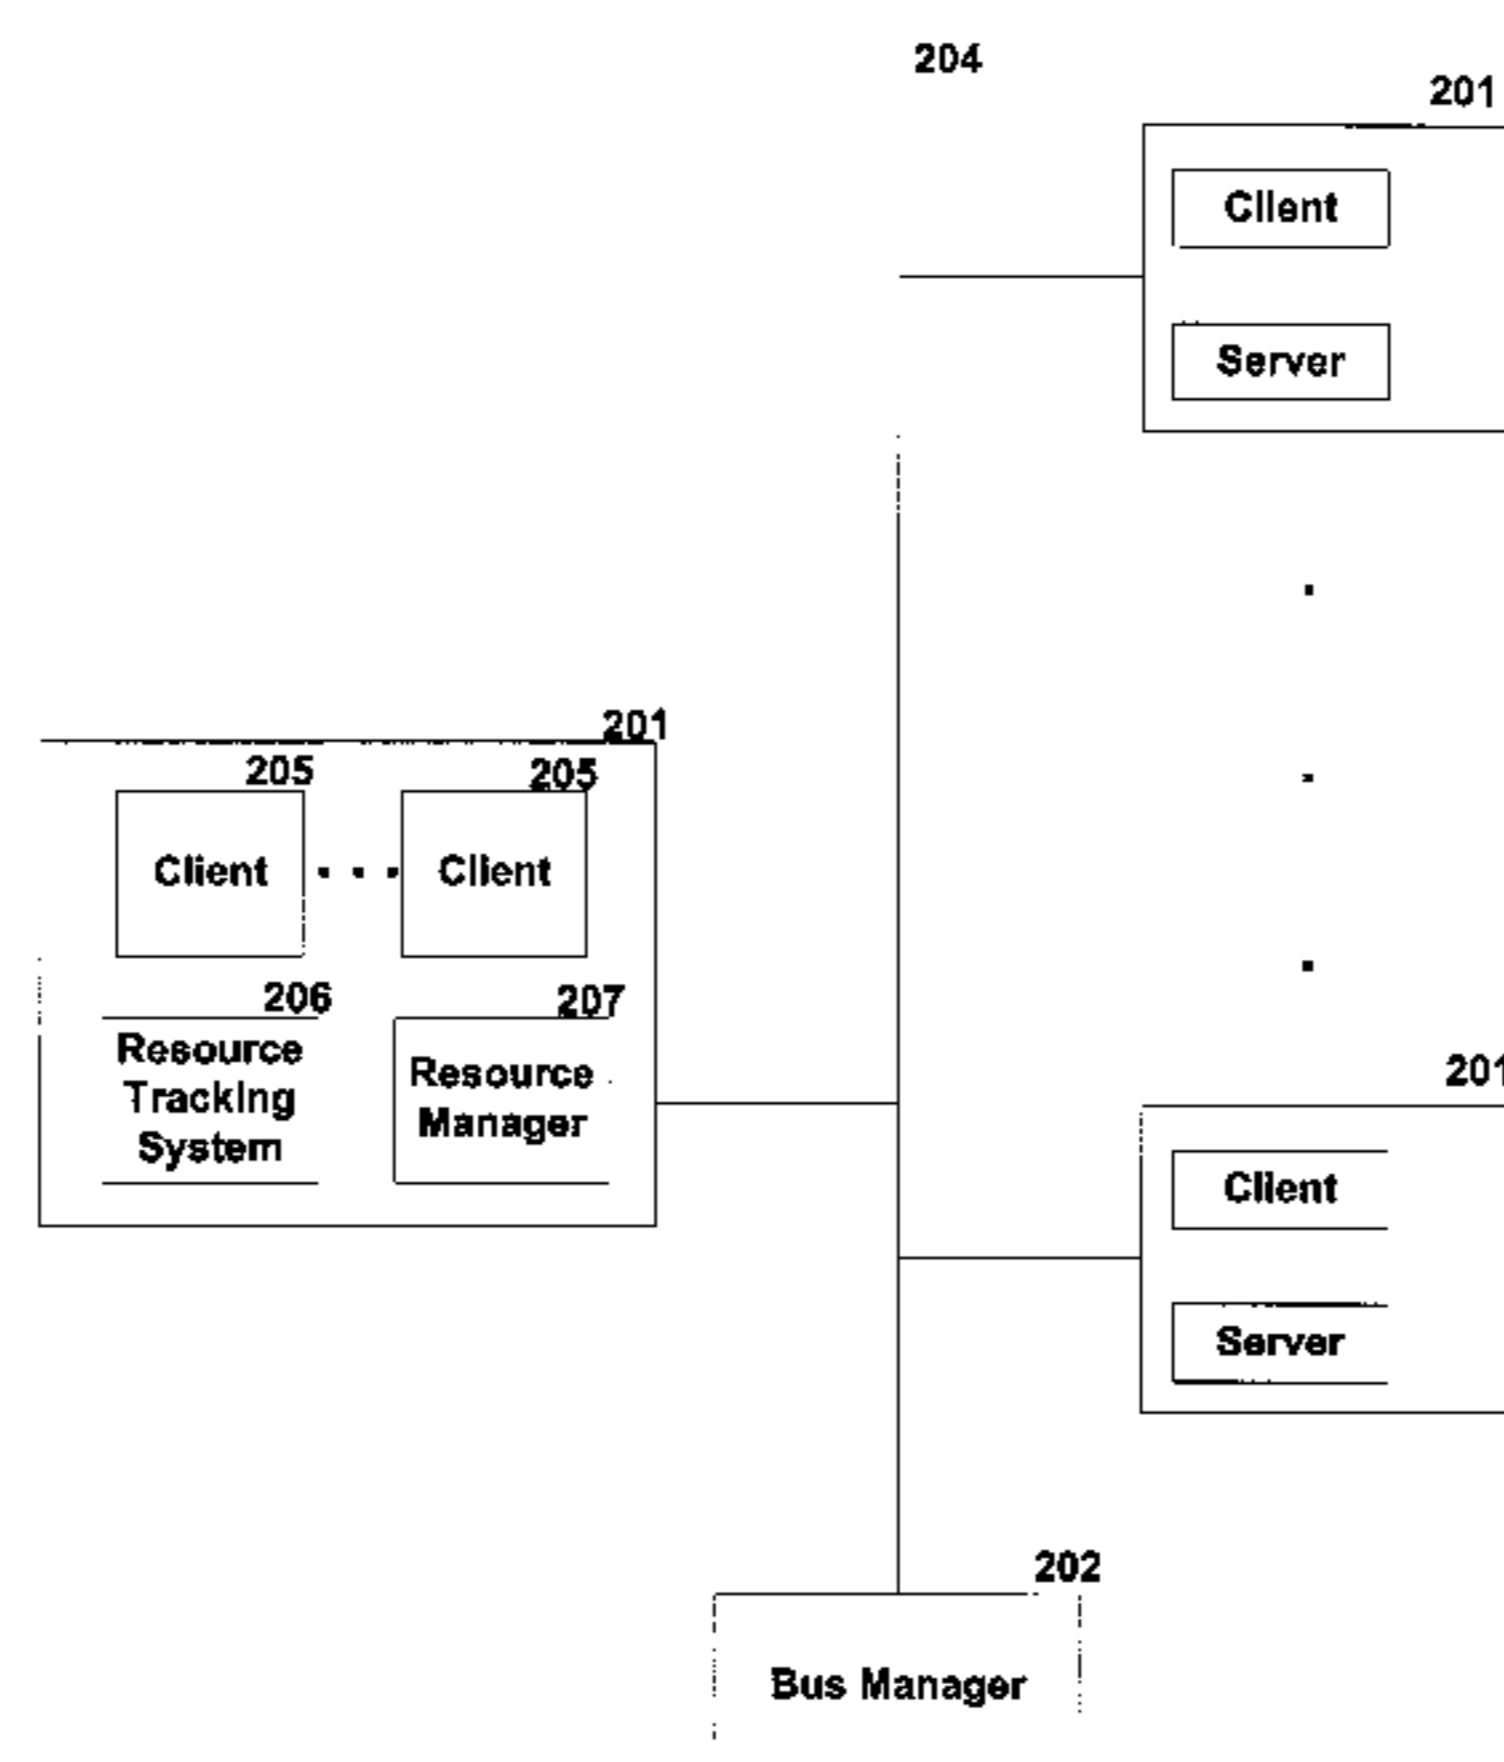 204
201
Client
Server
201
205
205
Client
Client
206
207
Resource
Tracking
System
Resource
Manager
201
Client
Server
202
Bus Manager